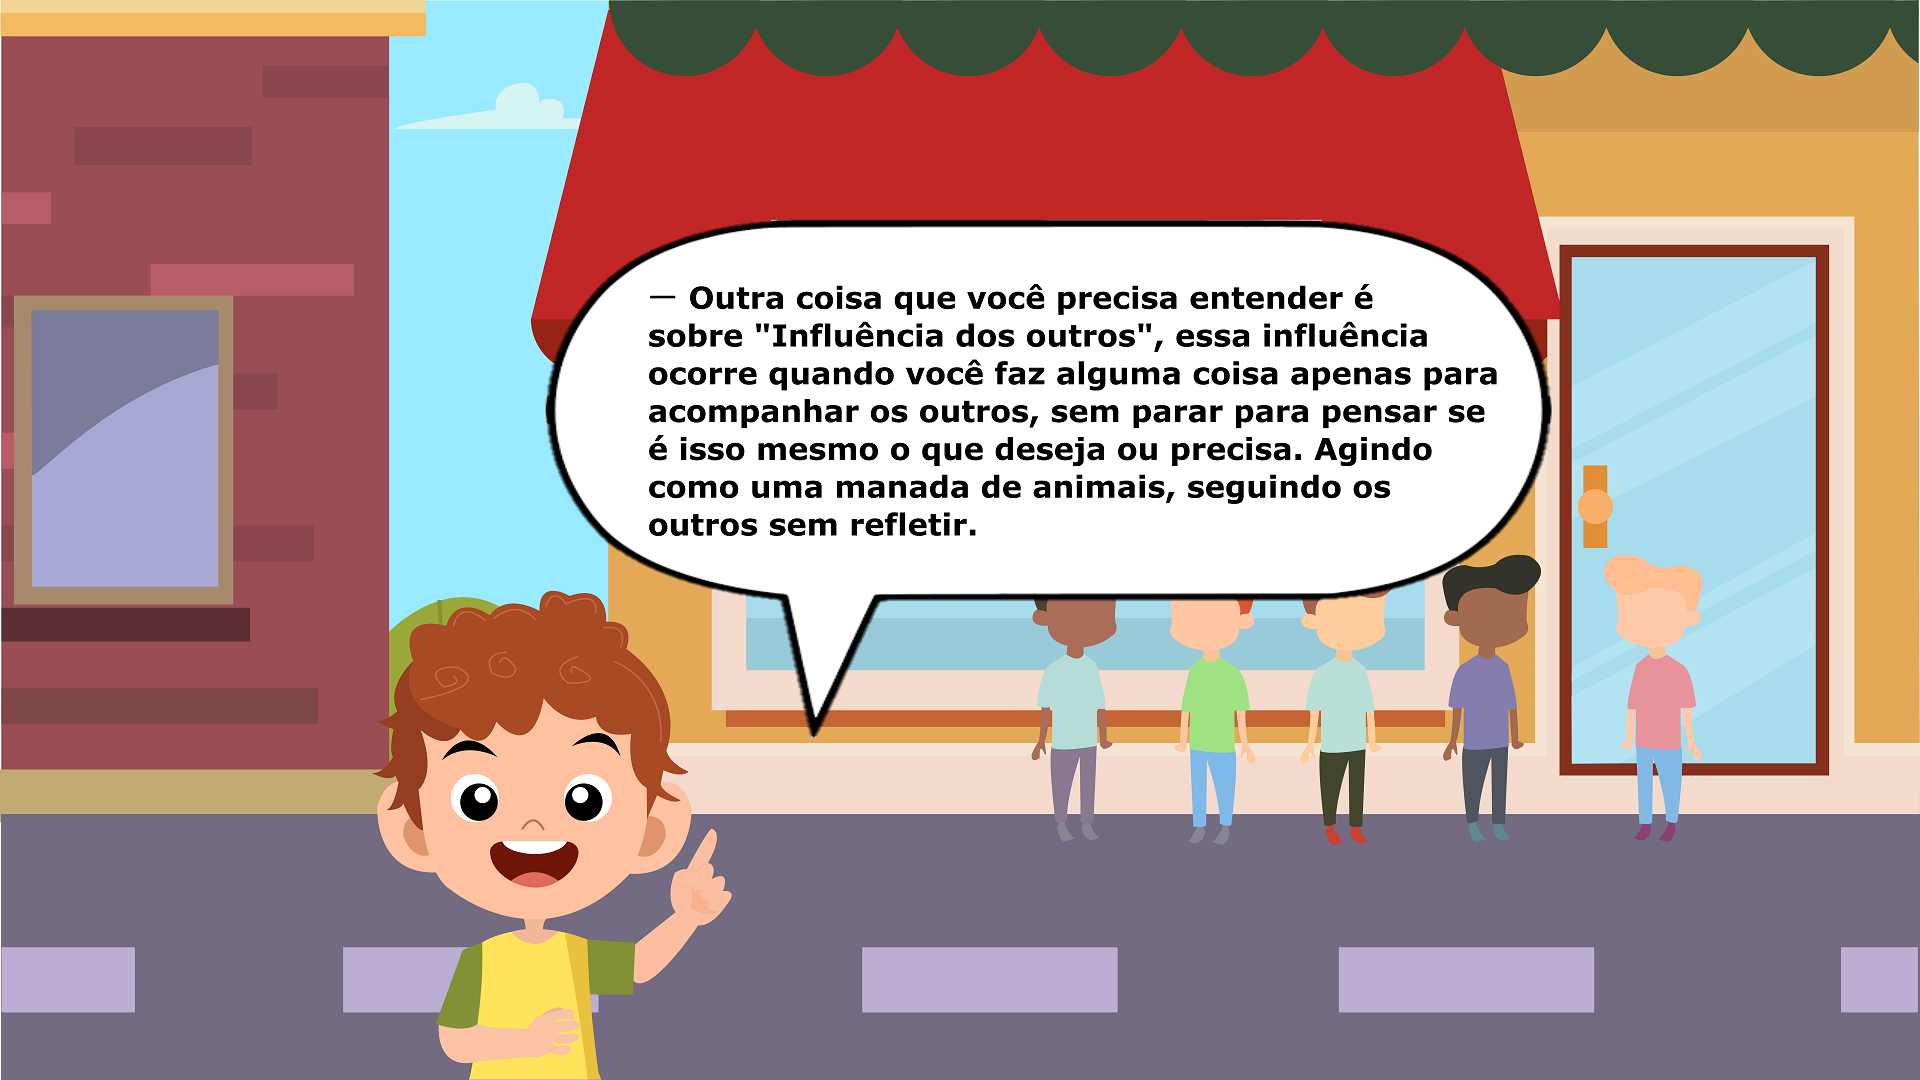 — Outra coisa que você precisa entender é
sobre "Influência dos outros", essa influência
ocorre quando você faz alguma coisa apenas para
acompanhar os outros, sem parar para pensar se
é isso mesmo o que deseja ou precisa. Agindo
como uma manada de animais, seguindo os
outros sem refletir.